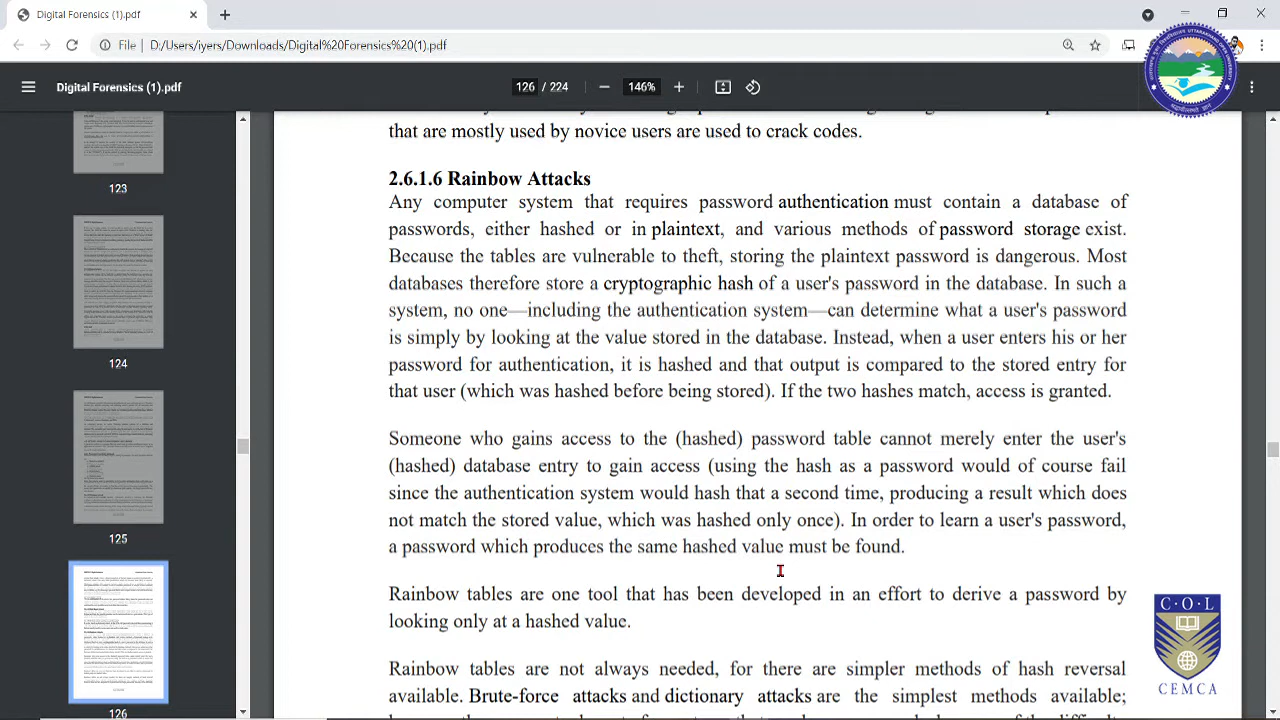 Digital Forensics (1).pdf
File
D:/Users/iyers/Downloads/Digital%20Forensics%20(1).pdf
Digital Forensics (1).pdf
126 / 224
146%
123
124
125
126
that are mostly used by novice users are used to crack codes.
2.6.1.6 Rainbow Attacks
Any computer system that requires password authentication must contain a database of
passwords, either hashed or in plaintext, and various methods of password storage exist.
Because the tables are vulnerable to theft, storing the plaintext password is dangerous. Most
databases therefore store a cryptographic hash of a user's password in the database. In such a
system, no one—including the authentication system—can determine what a user's password
is simply by looking at the value stored in the database. Instead, when a user enters his or her
password for authentication, it is hashed and that output is compared to the stored entry for
that user (which was hashed before being stored). If the two hashes match, access is granted.
Someone who gains access to the (hashed) password table cannot merely enter the user's
(hashed) database entry to gain access (using the hash as a password would of course fail
since the authentication system would hash that a second time, producing a result which does
not match the stored value, which was hashed only once). In order to learn a user's password,
a password which produces the same hashed value must be found.
Rainbow tables are one tool that has been developed in an effort to derive a password by
looking only at a hashed value.
Rainbow tables are not always needed for there are simpler methods of hash reversal
available. Brute-force attacks and dictionary attacks are the simplest methods available;
C·O·L
CEMCA